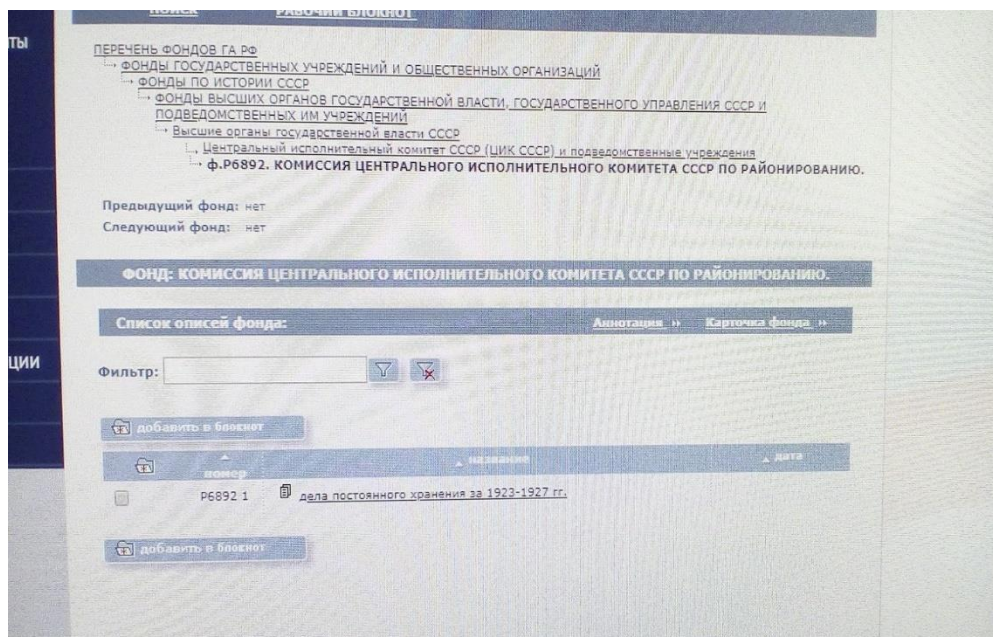 ПОИСК РАБОЧИЙ БЛОКНОТ
ТЫ
ПЕРЕЧЕНЬ ФОНДОВ ГА РФ
ФОНДЫ ГОСУДАРСТВЕННЫХ УЧРЕЖДЕНИЙ И ОБЩЕСТВЕННЫХ ОРГАНИЗАЦИЙ
ФОНДЫ ПО ИСТОРИИ СССР
ФОНДЫ ВЫСШИХ ОРГАНОВ ГОСУДАРСТВЕННОЙ ВЛАСТИ, ГОСУДАРСТВЕННОГО УПРАВЛЕНИЯ СССР И
ПОДВЕДОМСТВЕННЫХ ИМ УЧРЕЖДЕНИЙ
Высшие органы государственной власти СССР
Центральный исполнительный комитет СССР (ЦИК СССР) и подведомственные учреждения
ф.Р6892. КОМИССИЯ ЦЕНТРАЛЬНОГО ИСПОЛНИТЕЛЬНОГО КОМИТЕТА СССР ПО РАЙОНИРОВАНИЮ.
Предыдущий фонд: нет
Следующий фонд: нет
ФОНД: КОМИССИЯ ЦЕНТРАЛЬНОГО ИСПОЛНИТЕЛЬНОГО КОМИТЕТА СССР ПО РАЙОНИРОВАНИЮ.
Список описей фонда: Аннотация » Карточка фонда »
ЦИИ
Фильтр:
добавить в блокнот
номер название дата
Р6892 1 дела постоянного хранения за 1923-1927 гг.
добавить в блокнот